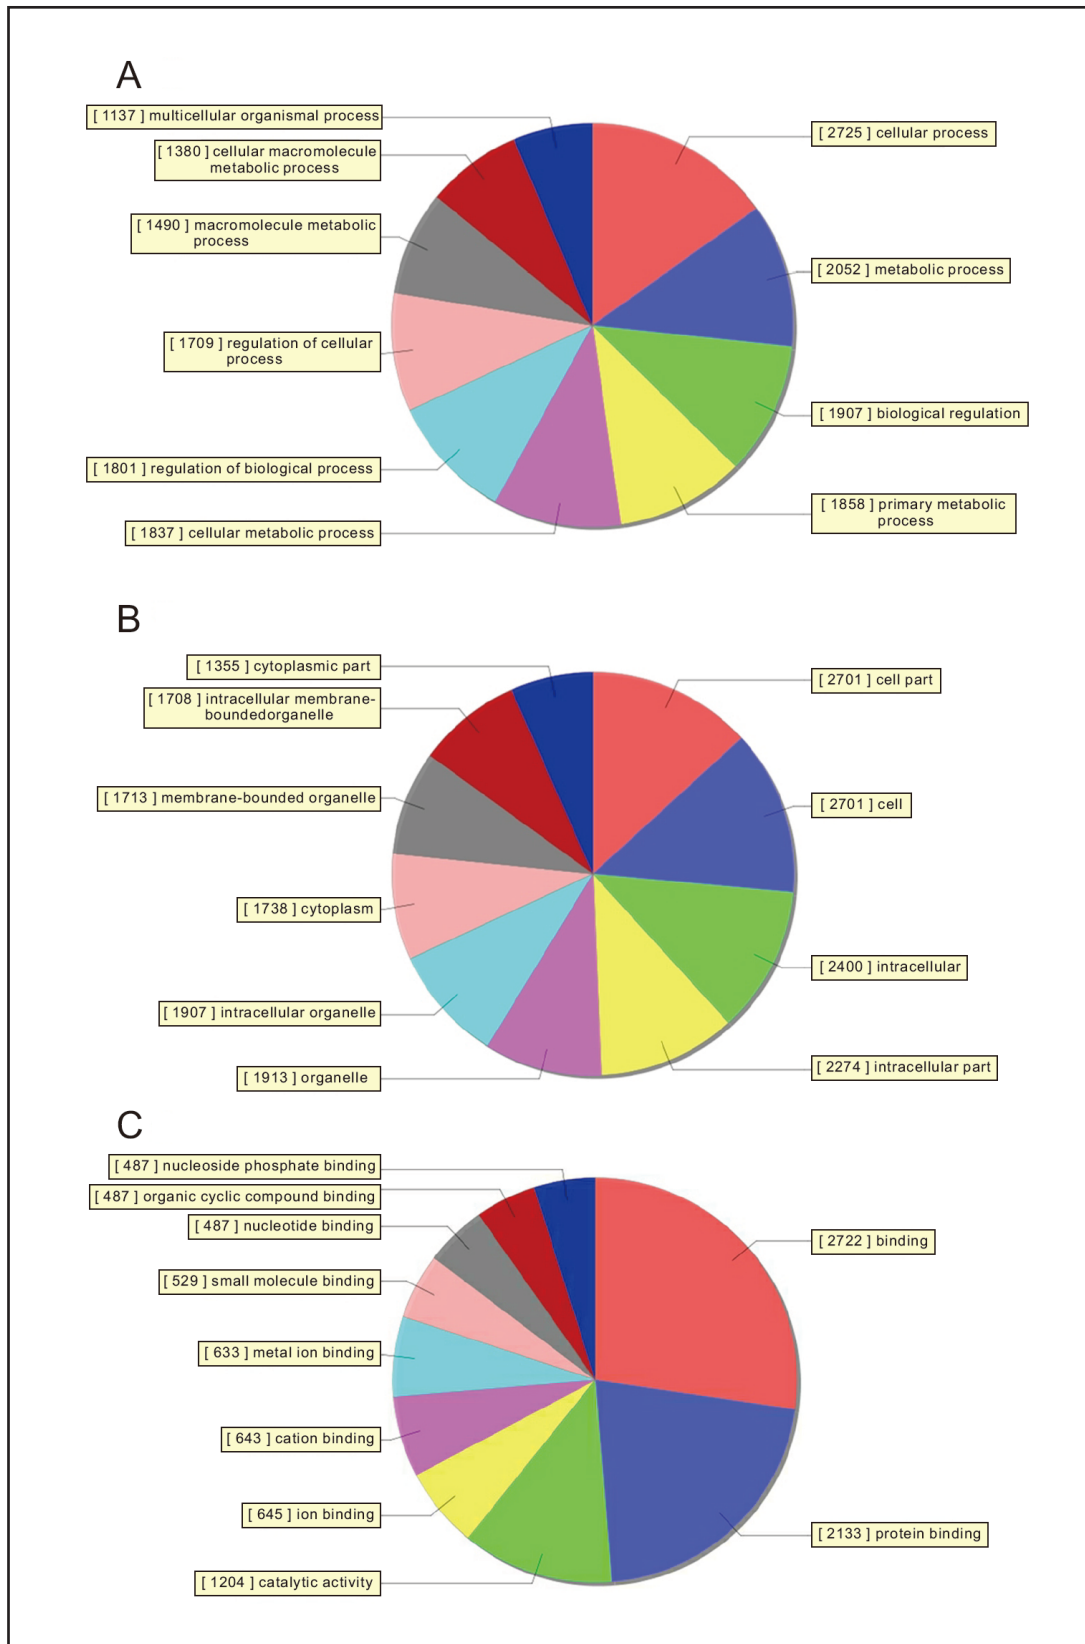 A
[ 1137 ] multicellular organismal process
[ 2725 ] cellular process
[ 1380 ] cellular macromolecule
metabolic process
[ 1490 ] macromolecule metabolic
process
[ 2052 ] metabolic process
[ 1709 ] regulation of cellular
process
[ 1907 ] biological regulation
[ 1801 ] regulation of biological process
[ 1858 ] primary metabolic
process
[ 1837 ] cellular metabolic process
B
[ 1355 ] cytoplasmic part
[ 2701 ] cell part
[ 1708 ] intracellular membrane-
boundedorganelle
[ 1713 ] membrane-bounded organelle
[ 2701 ] cell
[ 1738 ] cytoplasm
[ 2400 ] intracellular
[ 1907 ] intracellular organelle
[ 2274 ] intracellular part
[ 1913 ] organelle
C
[ 487 ] nucleoside phosphate binding
[ 487 ] organic cyclic compound binding
[ 487 ] nucleotide binding
[ 2722 ] binding
[ 529 ] small molecule binding
[ 633 ] metal ion binding
[ 643 ] cation binding
[ 645 ] ion binding
[ 2133 ] protein binding
[ 1204 ] catalytic activity